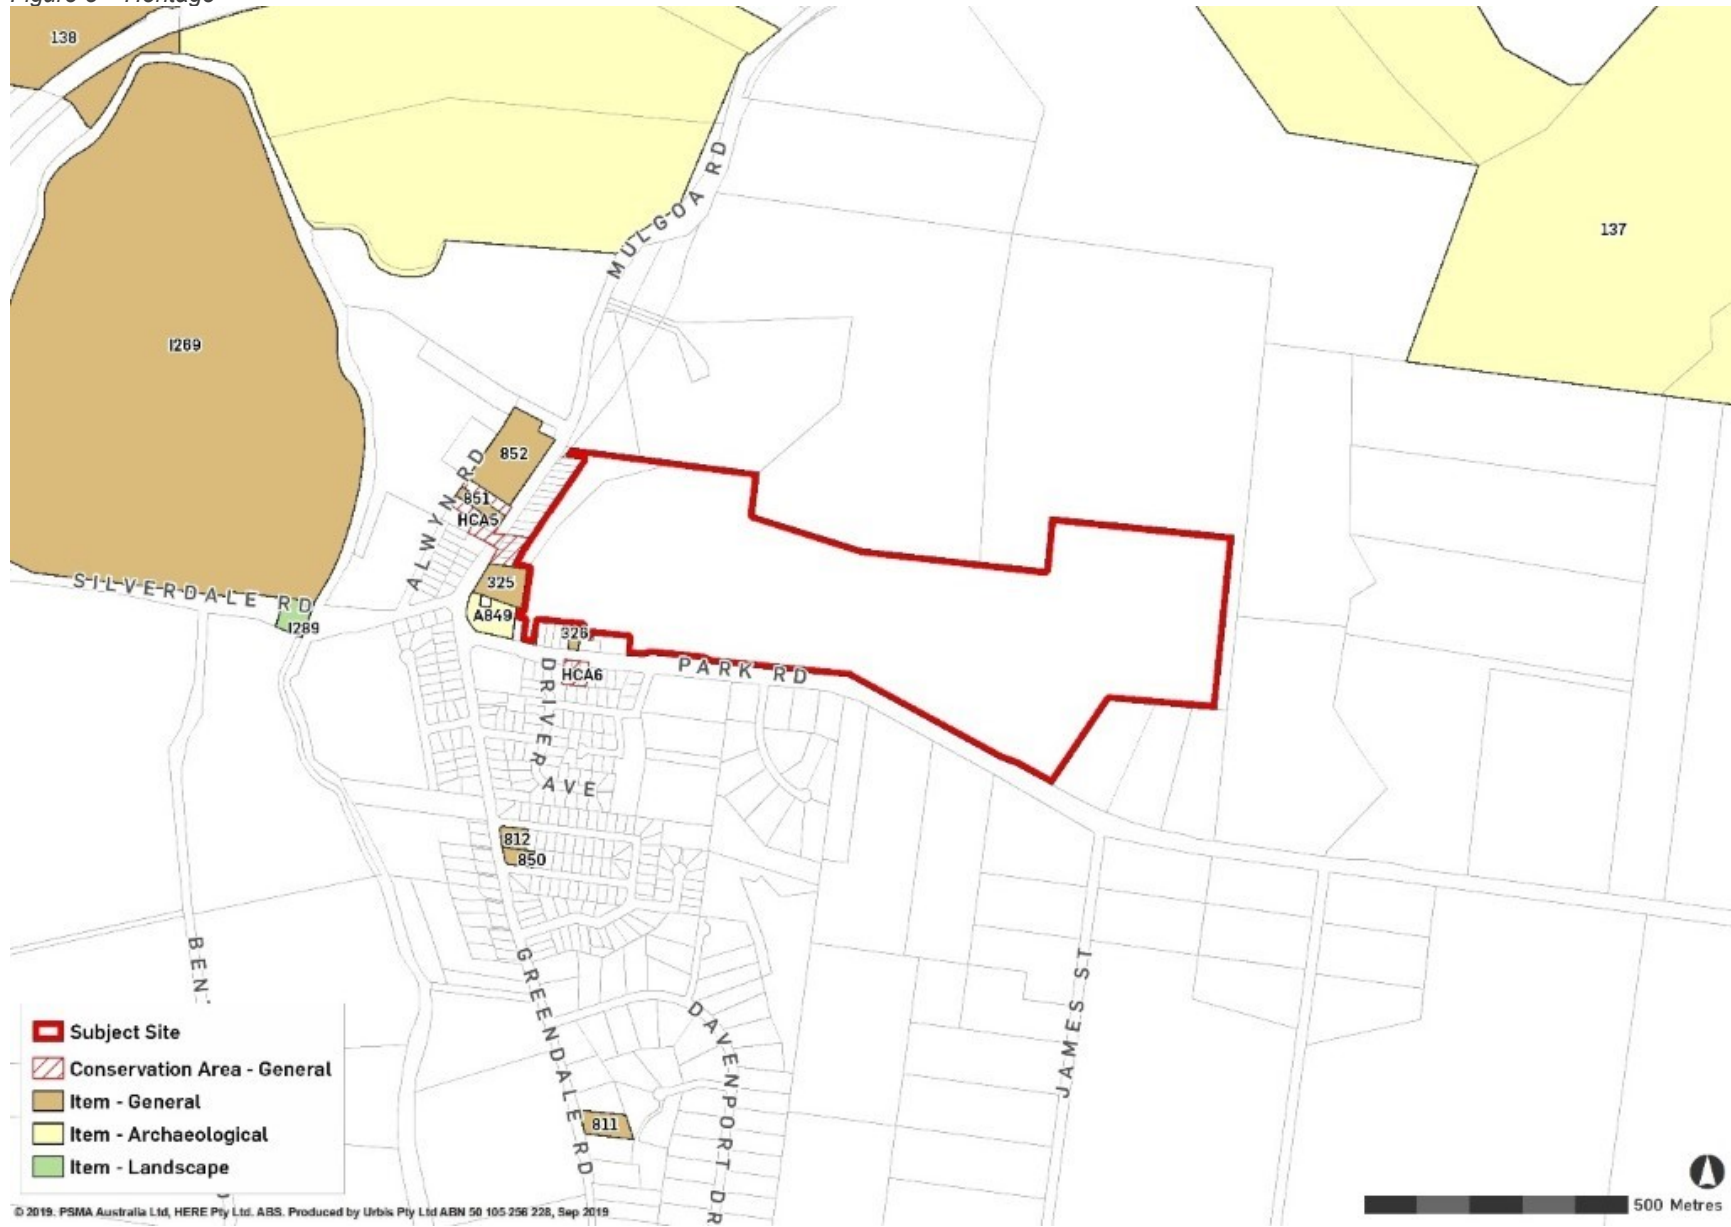 138
MULGOA RD
137
I269
852
ALWYN RD
851
HCA5
325
SILVERDALE RD
A849
I289
326
PARK RD
HCA6
DRIVER AVE
812
850
BEN
GREENDALE RD
JAMES ST
DAVENPORT DR
811
Subject Site
Conservation Area - General
Item - General
Item - Archaeological
Item - Landscape
500 Metres
© 2019. PSMA Australia Ltd, HERE Pty Ltd. ABS. Produced by Urbis Pty Ltd ABN 50 105 256 228, Sep 2019